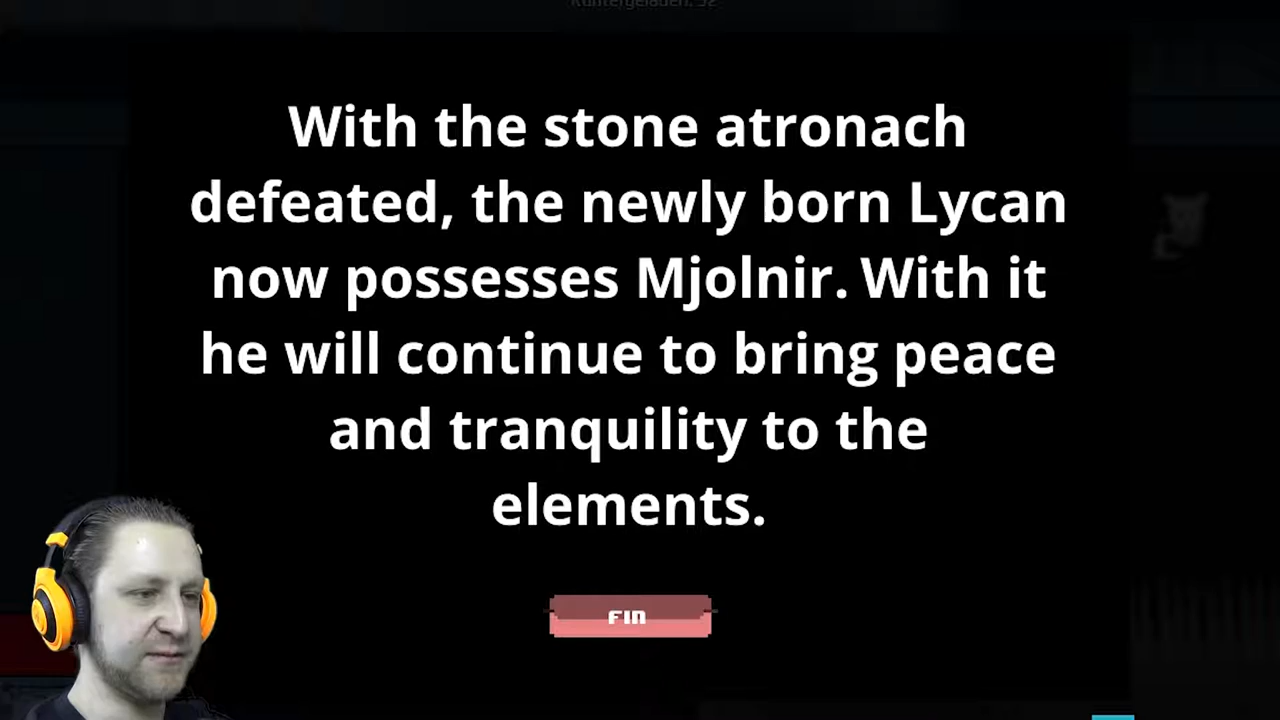 With the stone atronach
defeated, the newly born Lycan
now possesses Mjolnir. With it
he will continue to bring peace
and tranquility to the
elements.
FIN